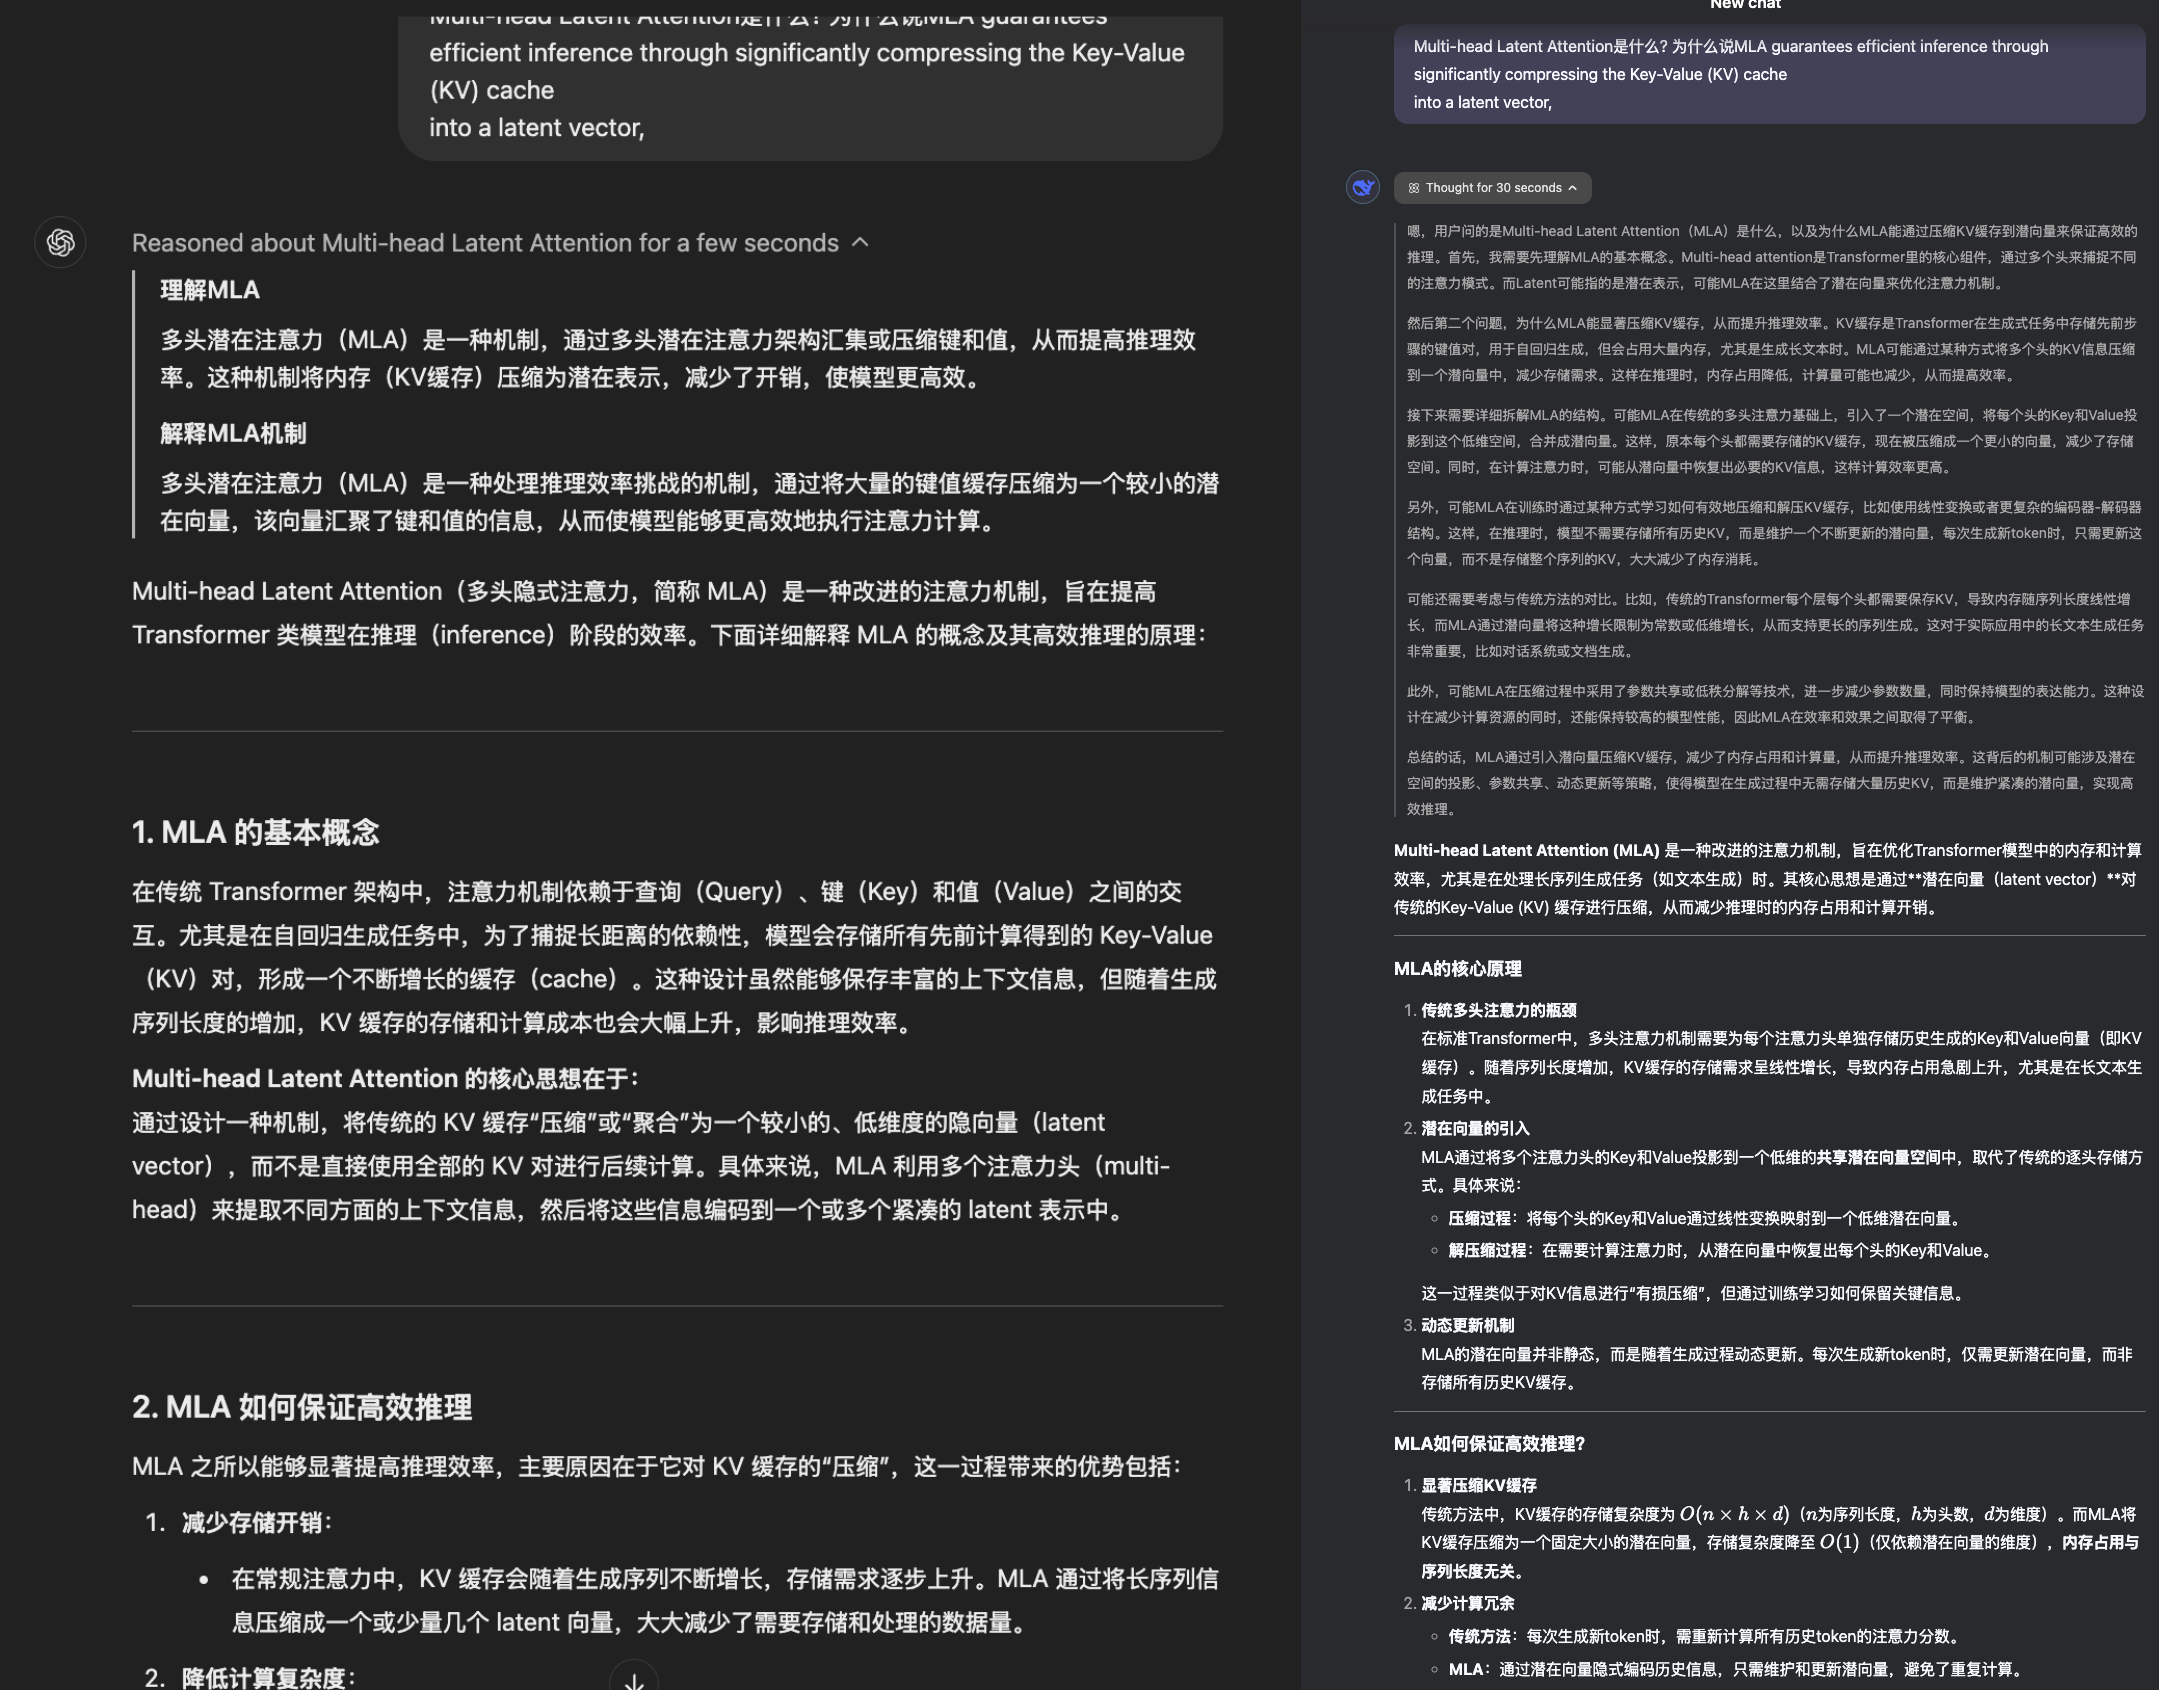 Multi-head Latent Attention是什么? 为什么说MLA guarantees
efficient inference through significantly compressing the Key-Value
(KV) cache
into a latent vector,
Reasoned about Multi-head Latent Attention for a few seconds
理解MLA
多头潜在注意力（MLA）是一种机制，通过多头潜在注意力架构汇集或压缩键和值，从而提高推理效
率。这种机制将内存（KV缓存）压缩为潜在表示，减少了开销，使模型更高效。
解释MLA机制
多头潜在注意力（MLA）是一种处理推理效率挑战的机制，通过将大量的键值缓存压缩为一个较小的潜
在向量，该向量汇聚了键和值的信息，从而使模型能够更高效地执行注意力计算。
Multi-head Latent Attention（多头隐式注意力，简称 MLA）是一种改进的注意力机制，旨在提高
Transformer 类模型在推理（inference）阶段的效率。下面详细解释 MLA 的概念及其高效推理的原理：
1. MLA 的基本概念
在传统 Transformer 架构中，注意力机制依赖于查询（Query）、键（Key）和值（Value）之间的交
互。尤其是在自回归生成任务中，为了捕捉长距离的依赖性，模型会存储所有先前计算得到的 Key-Value
（KV）对，形成一个不断增长的缓存（cache）。这种设计虽然能够保存丰富的上下文信息，但随着生成
序列长度的增加，KV 缓存的存储和计算成本也会大幅上升，影响推理效率。
Multi-head Latent Attention 的核心思想在于：
通过设计一种机制，将传统的 KV 缓存“压缩”或“聚合”为一个较小的、低维度的隐向量（latent
vector），而不是直接使用全部的 KV 对进行后续计算。具体来说，MLA 利用多个注意力头（multi-
head）来提取不同方面的上下文信息，然后将这些信息编码到一个或多个紧凑的 latent 表示中。
2. MLA 如何保证高效推理
MLA 之所以能够显著提高推理效率，主要原因在于它对 KV 缓存的“压缩”，这一过程带来的优势包括：
1. 减少存储开销：
• 在常规注意力中，KV 缓存会随着生成序列不断增长，存储需求逐步上升。MLA 通过将长序列信
息压缩成一个或少量几个 latent 向量，大大减少了需要存储和处理的数据量。
2. 降低计算复杂度：
New chat
Multi-head Latent Attention是什么? 为什么说MLA guarantees efficient inference through
significantly compressing the Key-Value (KV) cache
into a latent vector,
Thought for 30 seconds
嗯，用户问的是Multi-head Latent Attention（MLA）是什么，以及为什么MLA能通过压缩KV缓存到潜向量来保证高效的
推理。首先，我需要先理解MLA的基本概念。Multi-head attention是Transformer里的核心组件，通过多个头来捕捉不同
的注意力模式。而Latent可能指的是潜在表示，可能MLA在这里结合了潜在向量来优化注意力机制。
然后第二个问题，为什么MLA能显著压缩KV缓存，从而提升推理效率。KV缓存是Transformer在生成式任务中存储先前步
骤的键值对，用于自回归生成，但会占用大量内存，尤其是生成长文本时。MLA可能通过某种方式将多个头的KV信息压缩
到一个潜向量中，减少存储需求。这样在推理时，内存占用降低，计算量可能也减少，从而提高效率。
接下来需要详细拆解MLA的结构。可能MLA在传统的多头注意力基础上，引入了一个潜在空间，将每个头的Key和Value投
影到这个低维空间，合并成潜向量。这样，原本每个头都需要存储的KV缓存，现在被压缩成一个更小的向量，减少了存储
空间。同时，在计算注意力时，可能从潜向量中恢复出必要的KV信息，这样计算效率更高。
另外，可能MLA在训练时通过某种方式学习如何有效地压缩和解压KV缓存，比如使用线性变换或者更复杂的编码器-解码器
结构。这样，在推理时，模型不需要存储所有历史KV，而是维护一个不断更新的潜向量，每次生成新token时，只需更新这
个向量，而不是存储整个序列的KV，大大减少了内存消耗。
可能还需要考虑与传统方法的对比。比如，传统的Transformer每个层每个头都需要保存KV，导致内存随序列长度线性增
长，而MLA通过潜向量将这种增长限制为常数或低维增长，从而支持更长的序列生成。这对于实际应用中的长文本生成任务
非常重要，比如对话系统或文档生成。
此外，可能MLA在压缩过程中采用了参数共享或低秩分解等技术，进一步减少参数数量，同时保持模型的表达能力。这种设
计在减少计算资源的同时，还能保持较高的模型性能，因此MLA在效率和效果之间取得了平衡。
总结的话，MLA通过引入潜向量压缩KV缓存，减少了内存占用和计算量，从而提升推理效率。这背后的机制可能涉及潜在
空间的投影、参数共享、动态更新等策略，使得模型在生成过程中无需存储大量历史KV，而是维护紧凑的潜向量，实现高
效推理。
Multi-head Latent Attention (MLA) 是一种改进的注意力机制，旨在优化Transformer模型中的内存和计算
效率，尤其是在处理长序列生成任务（如文本生成）时。其核心思想是通过**潜在向量（latent vector）**对
传统的Key-Value (KV) 缓存进行压缩，从而减少推理时的内存占用和计算开销。
MLA的核心原理
1. 传统多头注意力的瓶颈
在标准Transformer中，多头注意力机制需要为每个注意力头单独存储历史生成的Key和Value向量（即KV
缓存）。随着序列长度增加，KV缓存的存储需求呈线性增长，导致内存占用急剧上升，尤其是在长文本生
成任务中。
2. 潜在向量的引入
MLA通过将多个注意力头的Key和Value投影到一个低维的共享潜在向量空间中，取代了传统的逐头存储方
式。具体来说：
◦ 压缩过程：将每个头的Key和Value通过线性变换映射到一个低维潜在向量。
◦ 解压缩过程：在需要计算注意力时，从潜在向量中恢复出每个头的Key和Value。
这一过程类似于对KV信息进行“有损压缩”，但通过训练学习如何保留关键信息。
3. 动态更新机制
MLA的潜在向量并非静态，而是随着生成过程动态更新。每次生成新token时，仅需更新潜在向量，而非
存储所有历史KV缓存。
MLA如何保证高效推理?
1. 显著压缩KV缓存
传统方法中，KV缓存的存储复杂度为 O(n × h × d)（n为序列长度，h为头数，d为维度）。而MLA将
KV缓存压缩为一个固定大小的潜在向量，存储复杂度降至 O(1)（仅依赖潜在向量的维度），内存占用与
序列长度无关。
2. 减少计算冗余
◦ 传统方法：每次生成新token时，需重新计算所有历史token的注意力分数。
◦ MLA：通过潜在向量隐式编码历史信息，只需维护和更新潜向量，避免了重复计算。